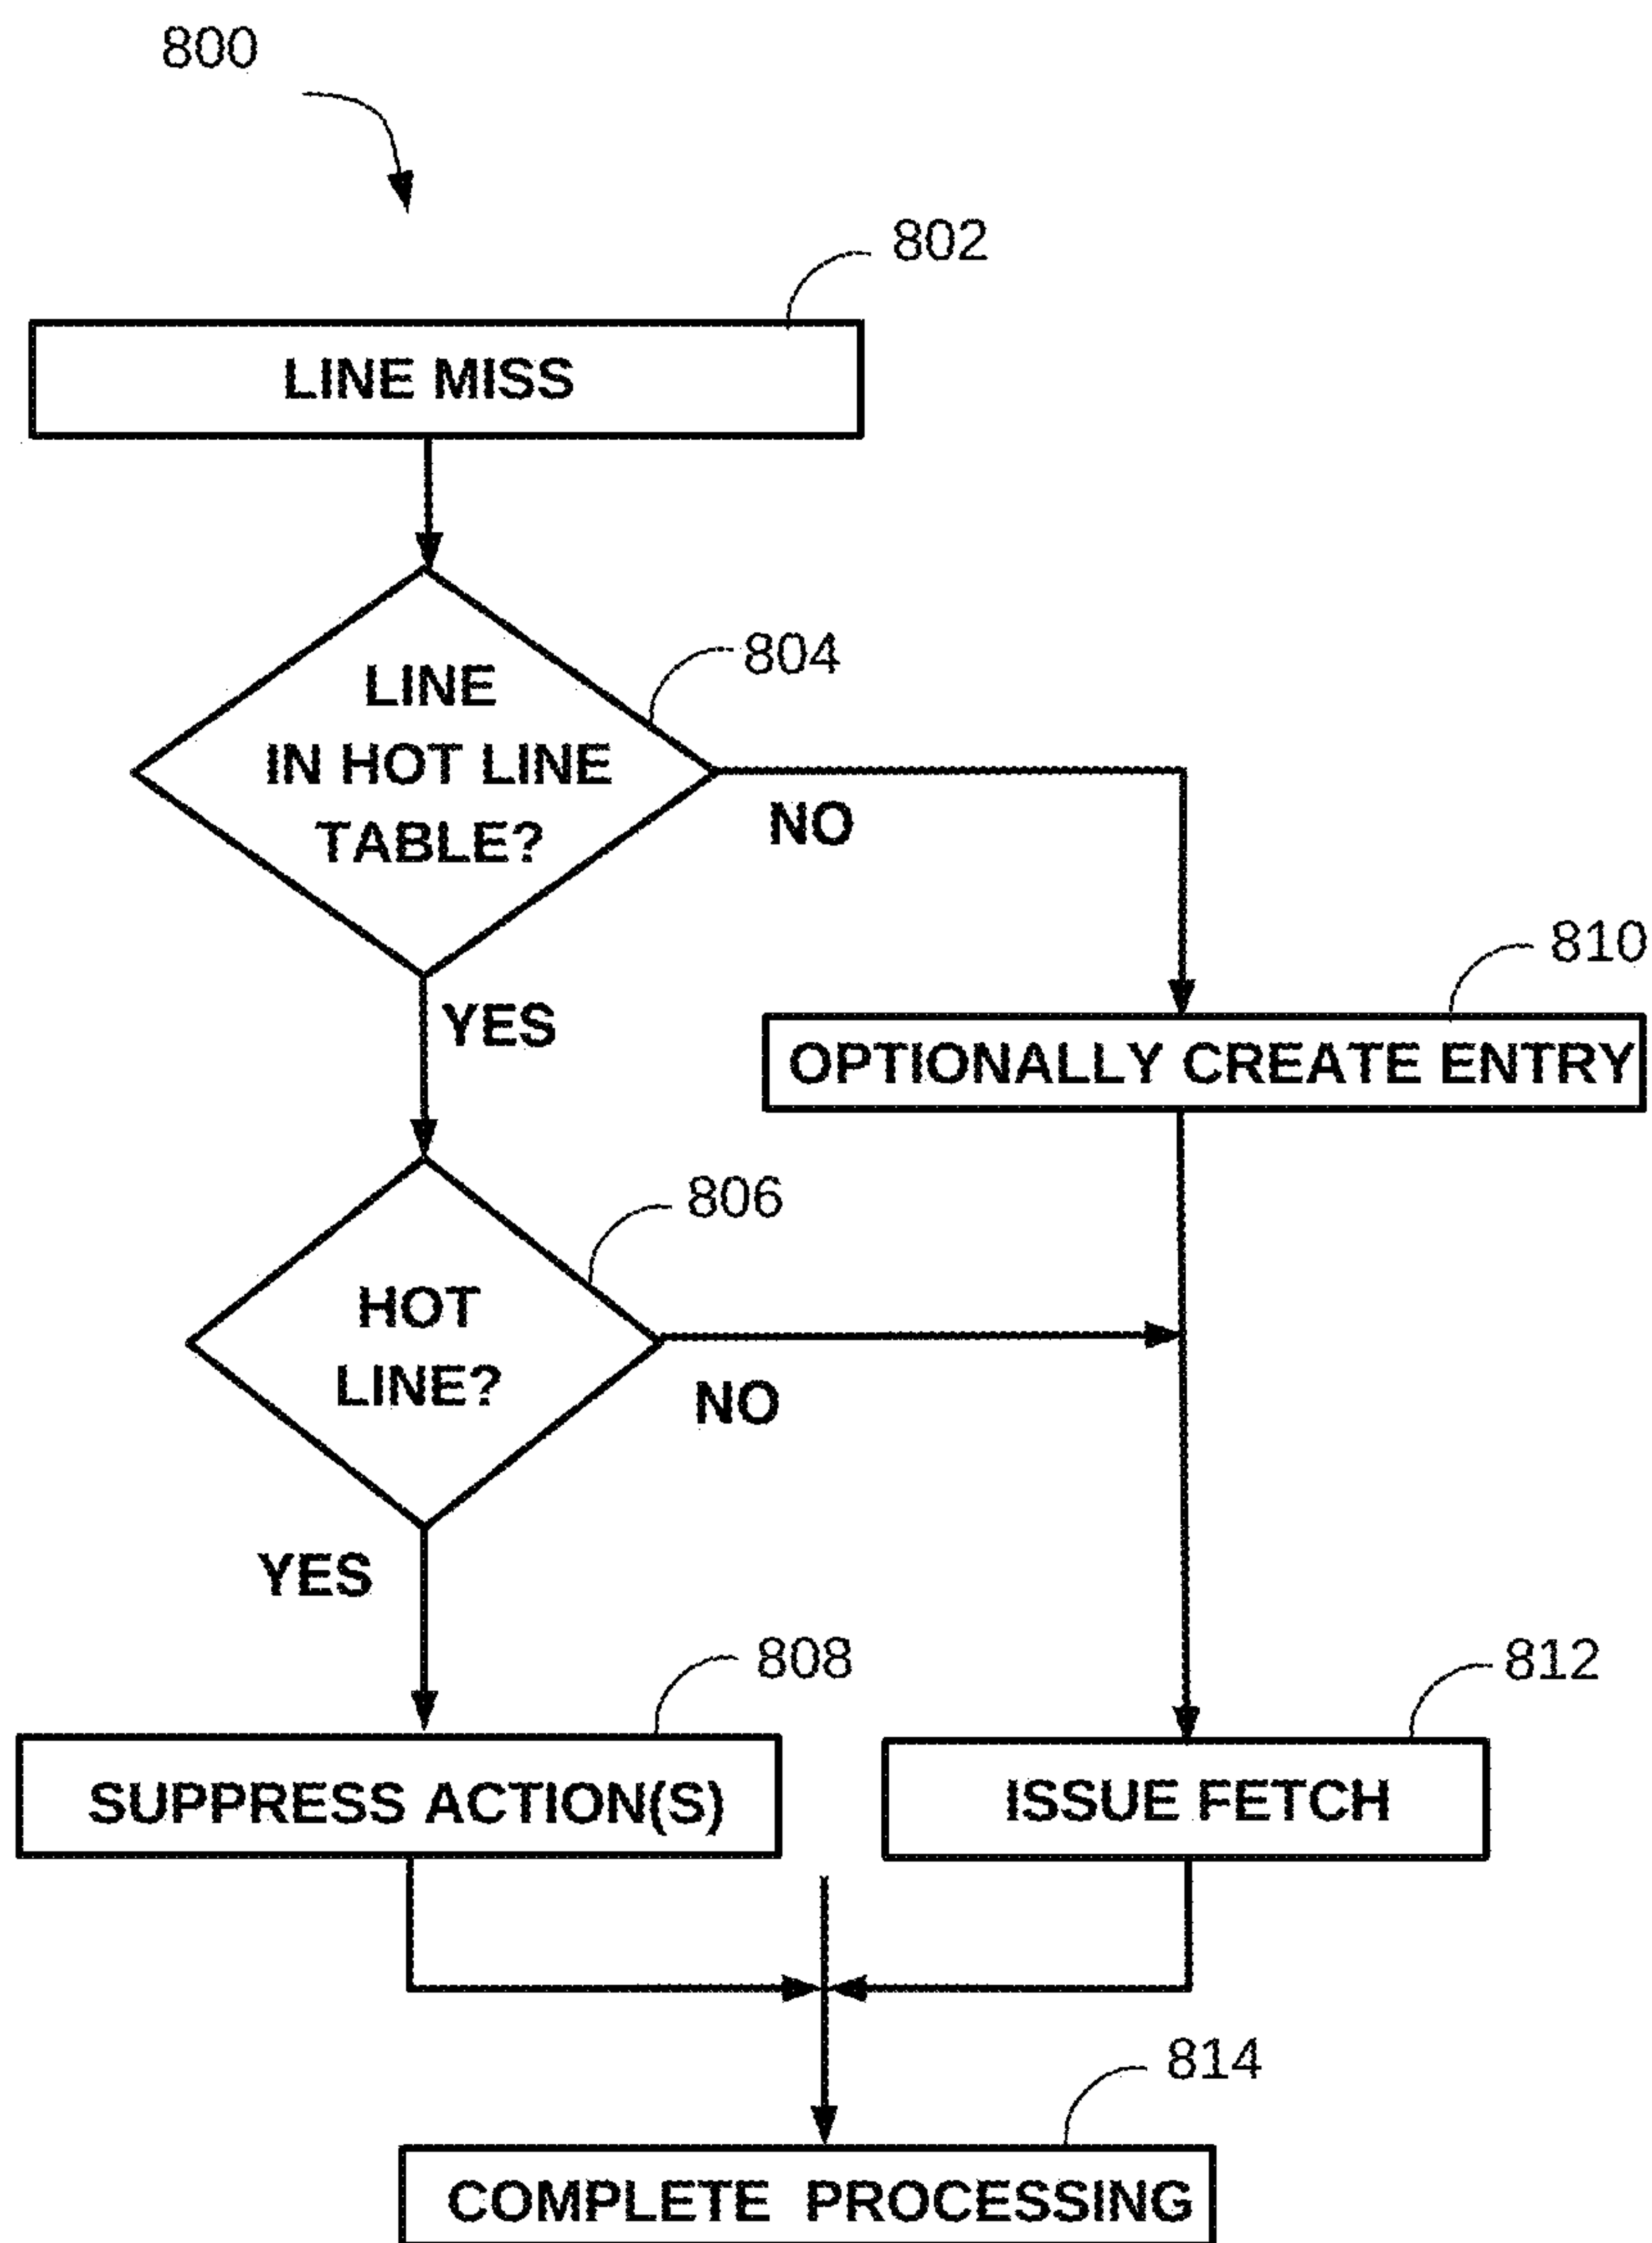 800
802
LINE MISS
804
LINE
IN HOT LINE
TABLE?
NO
YES
810
OPTIONALLY CREATE ENTRY
806
HOT
LINE?
NO
YES
808
SUPPRESS ACTION(S)
812
ISSUE FETCH
814
COMPLETE PROCESSING